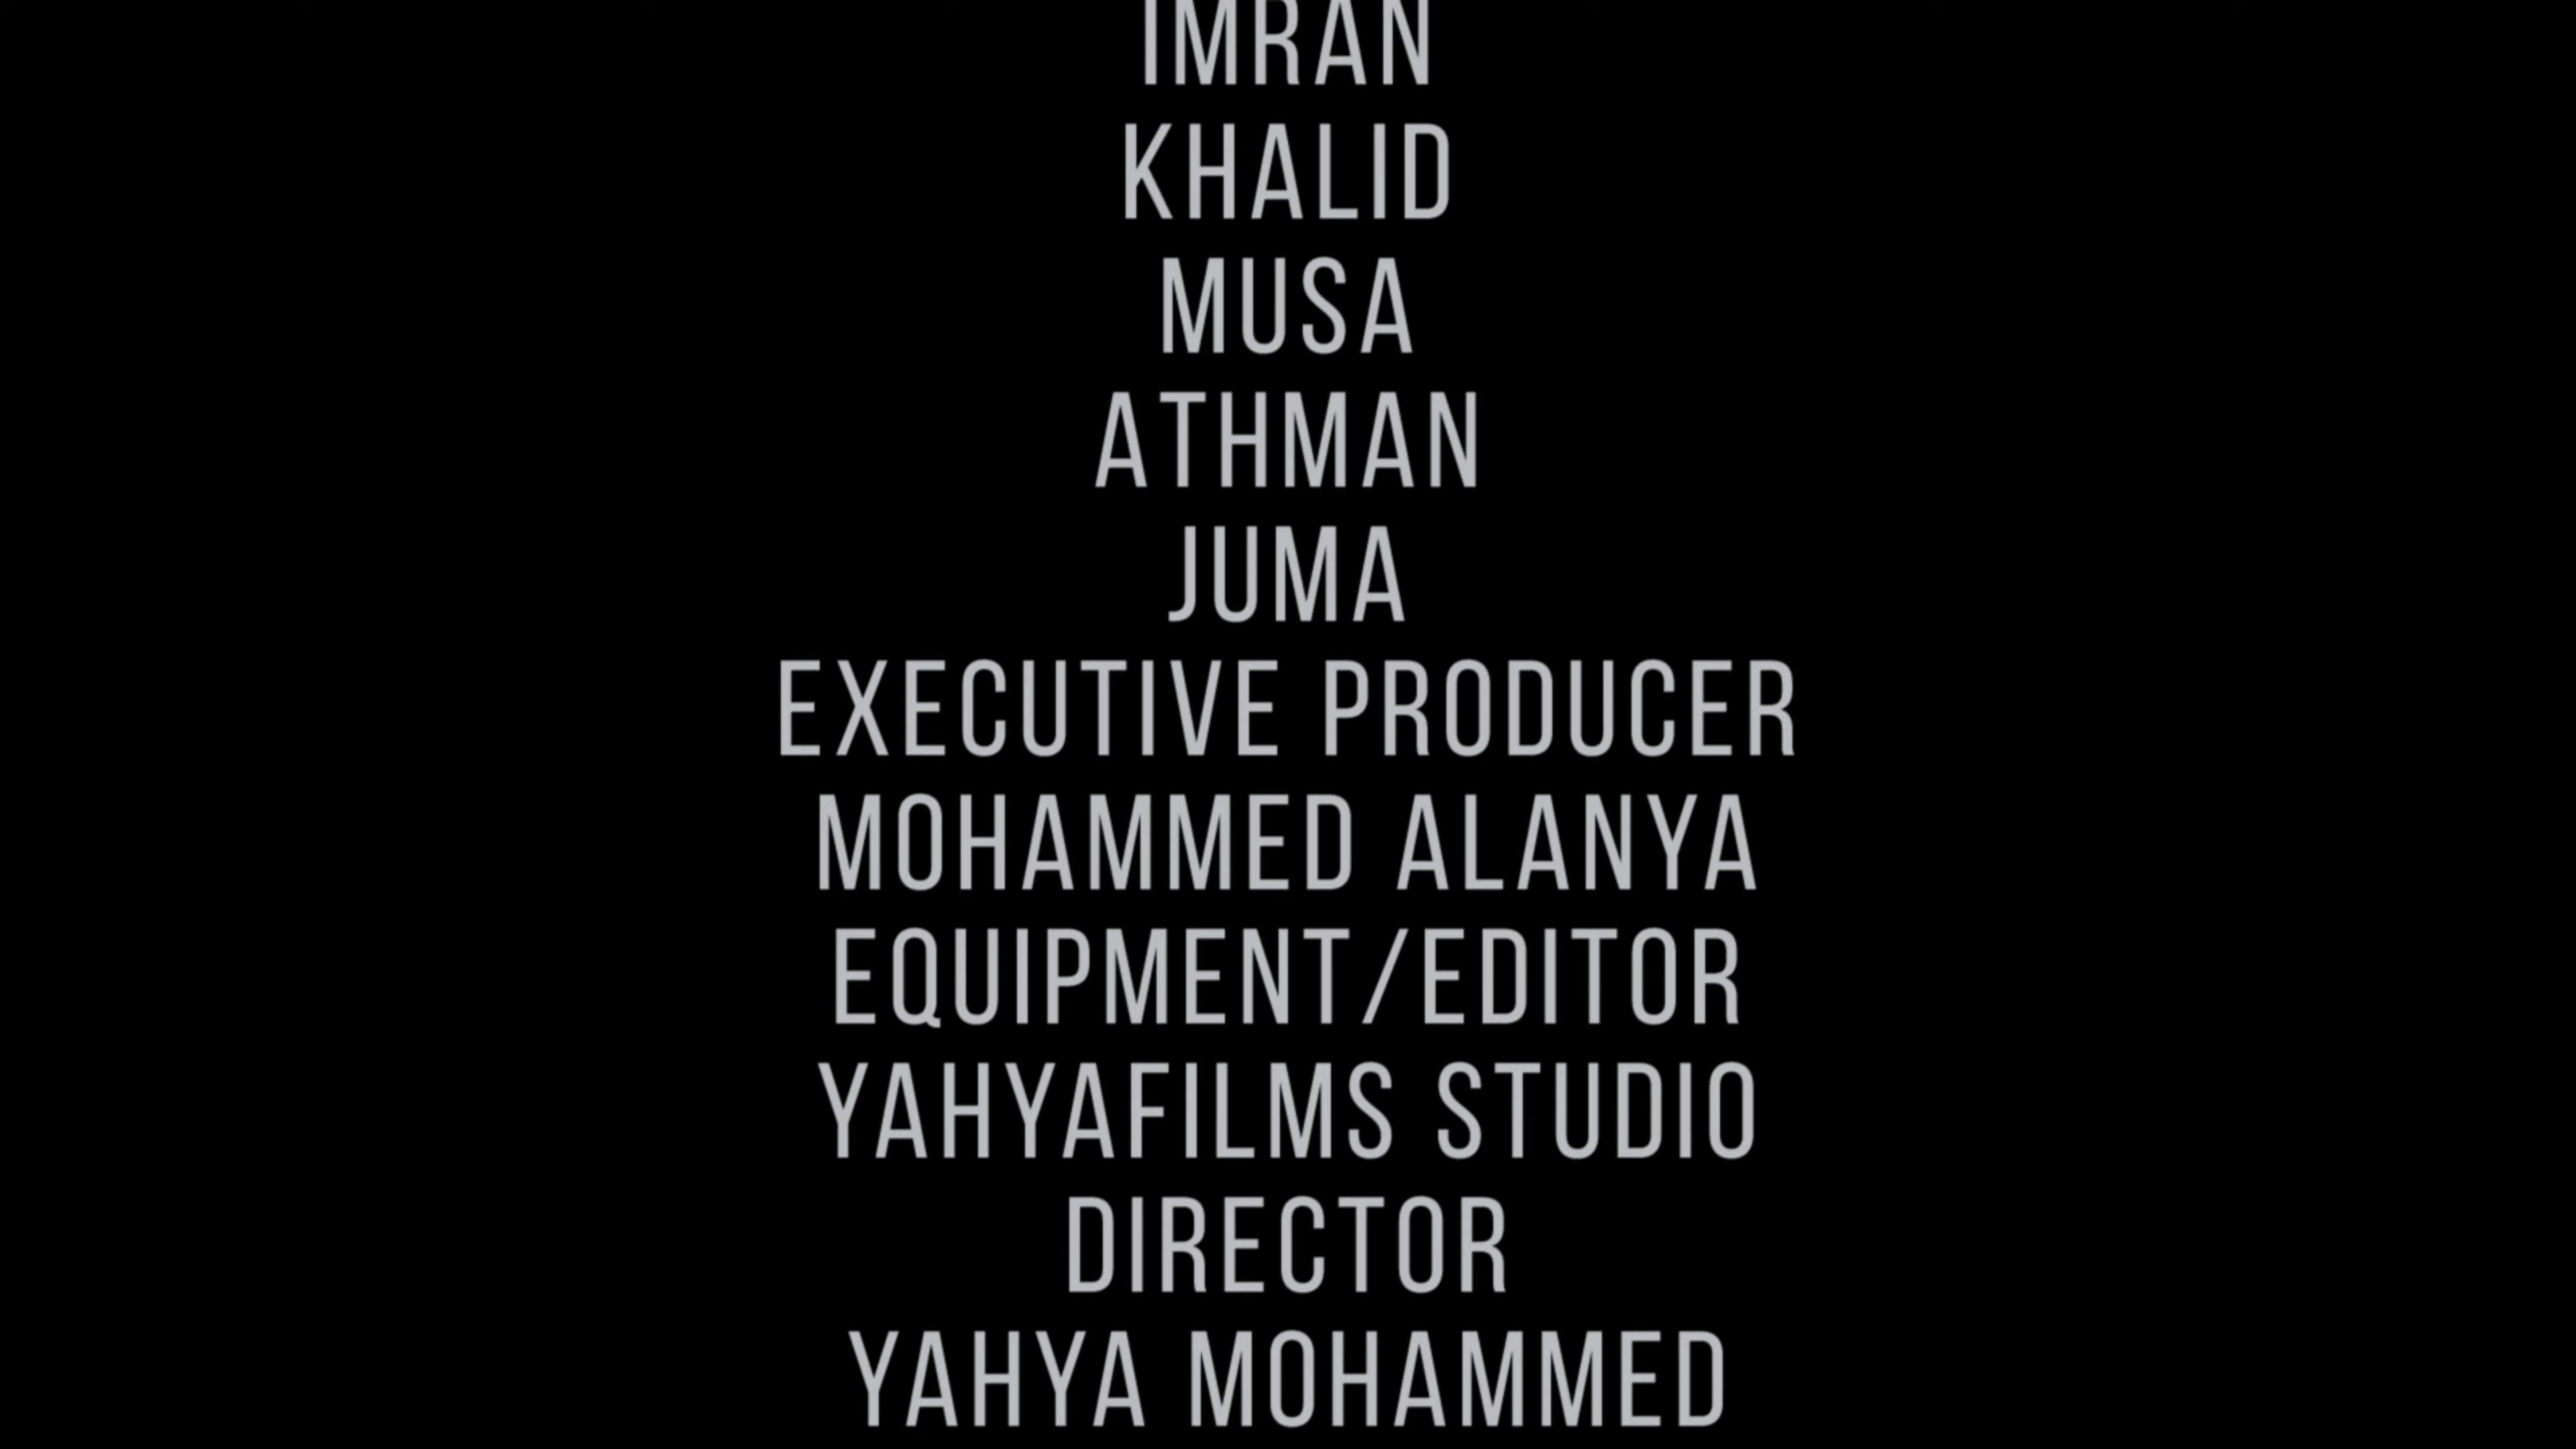 IMRAN
KHALID
MUSA
ATHMAN
JUMA
EXECUTIVE PRODUCER
MOHAMMED ALANYA
EQUIPMENT/EDITOR
YAHYAFILMS STUDIO
DIRECTOR
YAHYA MOHAMMED